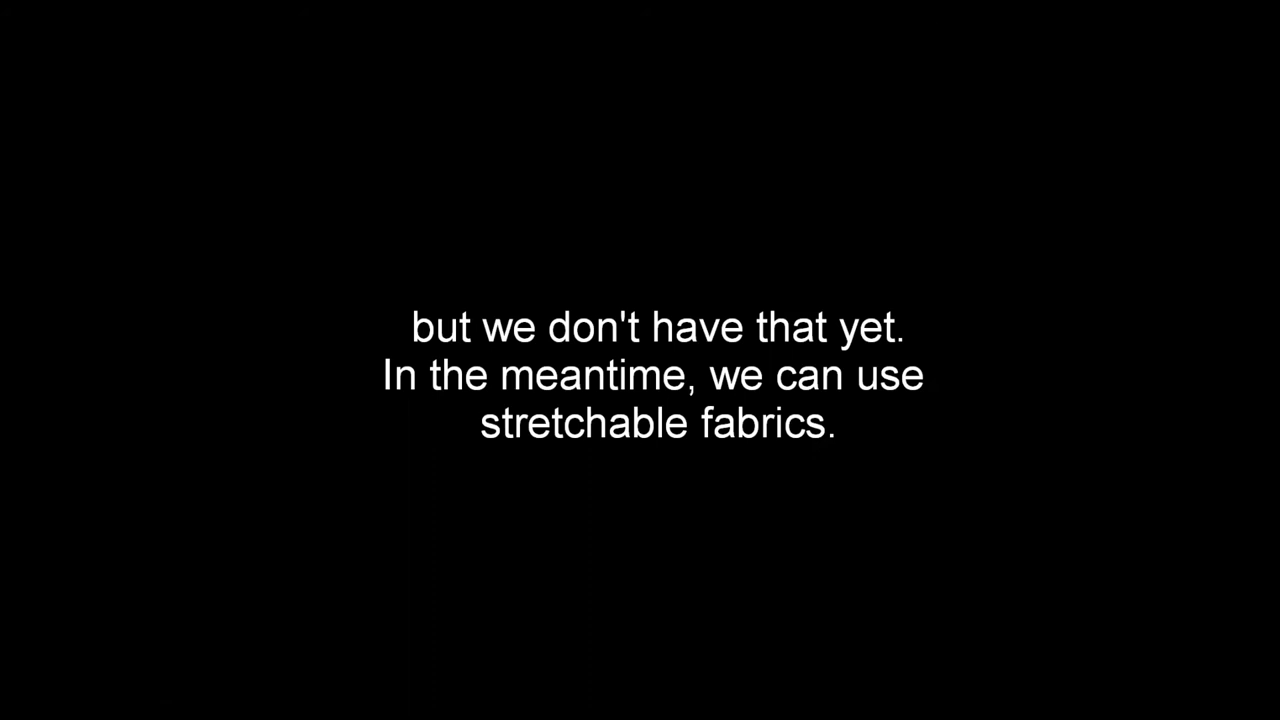 but we don't have that yet.
In the meantime, we can use
stretchable fabrics.